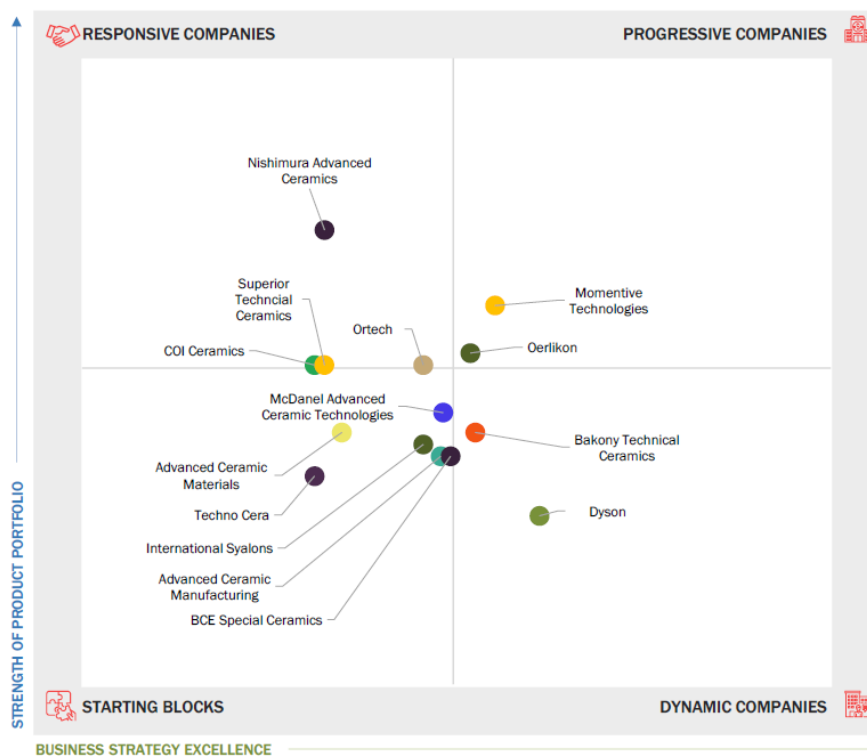 RESPONSIVE COMPANIES
PROGRESSIVE COMPANIES
Nishimura Advanced
Ceramics
Superior
Techncial
Ceramics
Momentive
Technologies
Ortech
Oerlikon
COI Ceramics
McDanel Advanced
Ceramic Technologies
Bakony Technical
Ceramics
Advanced Ceramic
Materials
Techno Cera
Dyson
International Syalons
Advanced Ceramic
Manufacturing
BCE Special Ceramics
STRENGTH OF PRODUCT PORTFOLIO
STARTING BLOCKS
DYNAMIC COMPANIES
BUSINESS STRATEGY EXCELLENCE